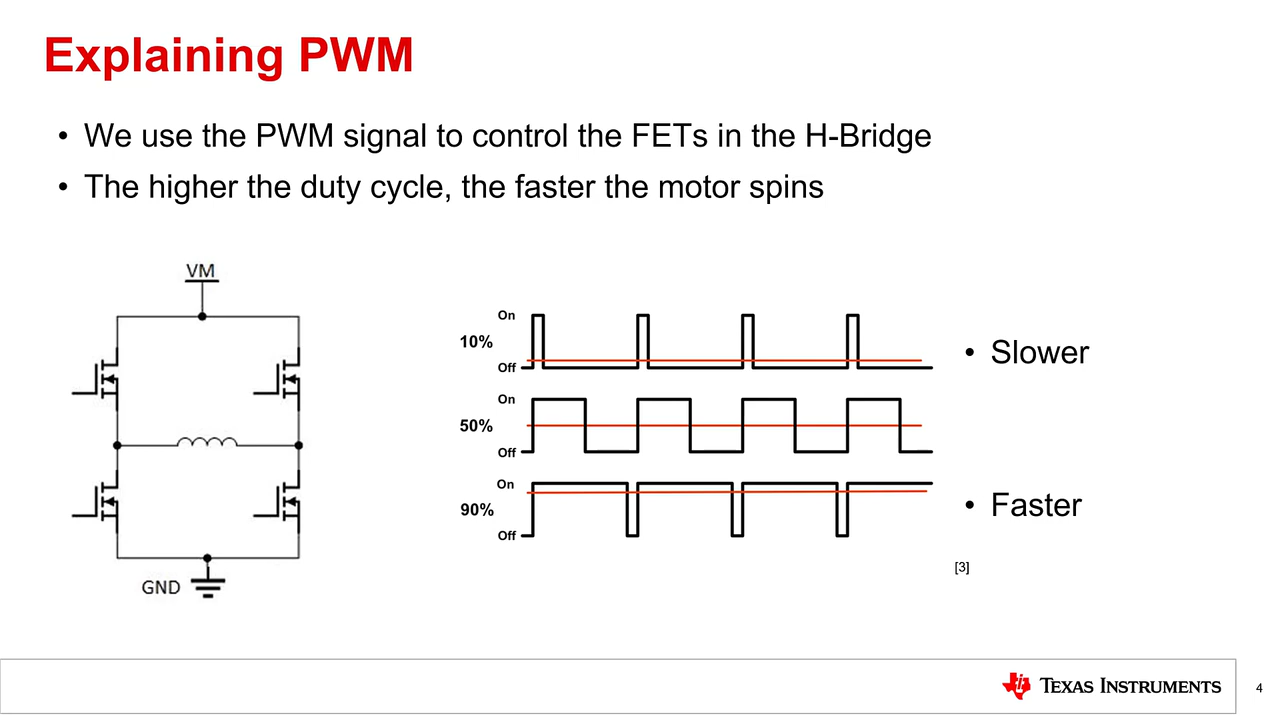 Explaining PWM
• We use the PWM signal to control the FETs in the H-Bridge
• The higher the duty cycle, the faster the motor spins
VM
GND
On
10%
Off
• Slower
On
50%
Off
On
90%
Off
• Faster
[3]
TEXAS INSTRUMENTS
4